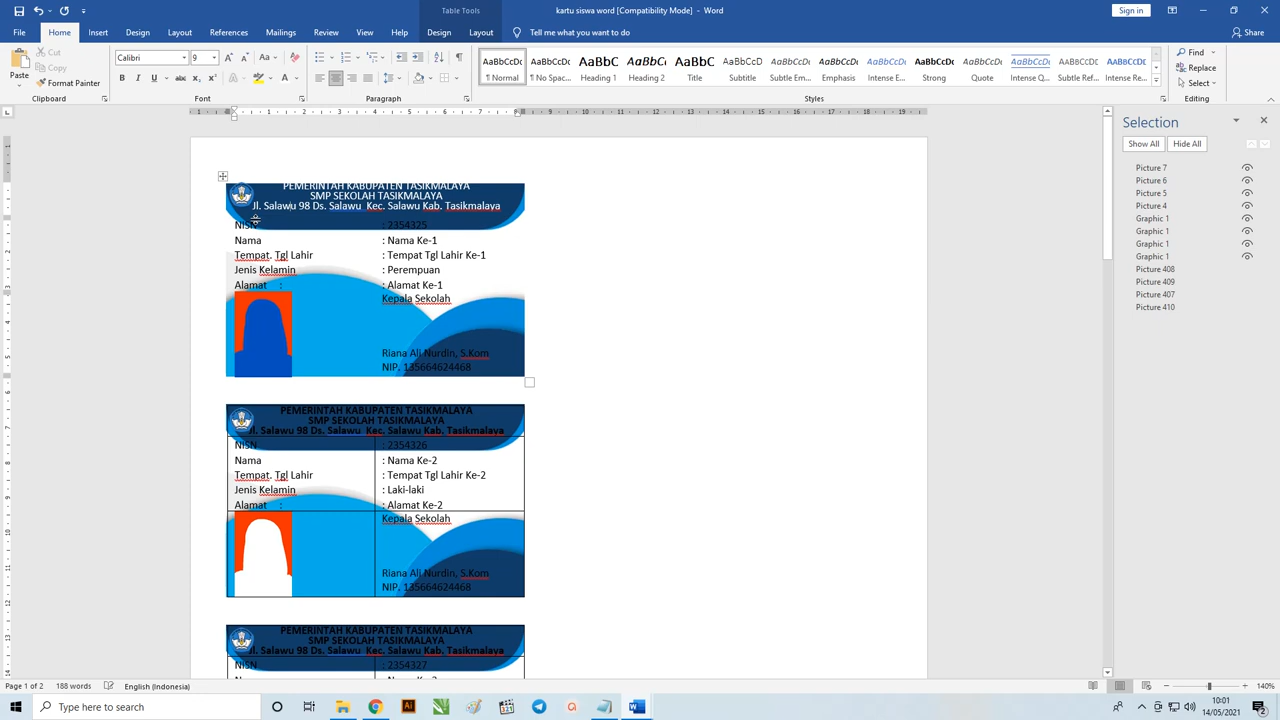 Table Tools
kartu siswa word [Compatibility Mode] - Word
Sign in
File Home Insert Design Layout References Mailings Review View Help Design Layout Tell me what you want to do
Share
Paste
Cut
Copy
Format Painter
Clipboard
Calibri 9
Font
Paragraph
AaBbCcDc AaBbCcDc AaBbC AaBbCc AaBbC AaBbCcD AaBbCcDc AaBbCcDc AaBbCcDc AaBbCcDc AaBbCcDc AaBbCcDc AaBbCcDc
¶ Normal ¶ No Spac... Heading 1 Heading 2 Title Subtitle Subtle Em... Emphasis Intense E... Strong Quote Intense Q... Subtle Ref... Intense Re...
Styles
Find
Replace
Select
Editing
Selection
Show All Hide All
Picture 7
Picture 6
Picture 5
Picture 4
Graphic 1
Graphic 1
Graphic 1
Graphic 1
Picture 408
Picture 409
Picture 407
Picture 410
PEMERINTAH KABUPATEN TASIKMALAYA
SMP SEKOLAH TASIKMALAYA
Jl. Salawu 98 Ds. Salawu Kec. Salawu Kab. Tasikmalaya
NISN : 2354325
Nama : Nama Ke-1
Tempat. Tgl Lahir : Tempat Tgl Lahir Ke-1
Jenis Kelamin : Perempuan
Alamat : : Alamat Ke-1
Kepala Sekolah
Riana Ali Nurdin, S.Kom
NIP. 135664624468
PEMERINTAH KABUPATEN TASIKMALAYA
SMP SEKOLAH TASIKMALAYA
Jl. Salawu 98 Ds. Salawu Kec. Salawu Kab. Tasikmalaya
NISN : 2354326
Nama : Nama Ke-2
Tempat. Tgl Lahir : Tempat Tgl Lahir Ke-2
Jenis Kelamin : Laki-laki
Alamat : : Alamat Ke-2
Kepala Sekolah
Riana Ali Nurdin, S.Kom
NIP. 135664624468
PEMERINTAH KABUPATEN TASIKMALAYA
SMP SEKOLAH TASIKMALAYA
Jl. Salawu 98 Ds. Salawu Kec. Salawu Kab. Tasikmalaya
NISN : 2354327
Page 1 of 2 188 words English (Indonesia)
140%
Type here to search
10:01
14/05/2021